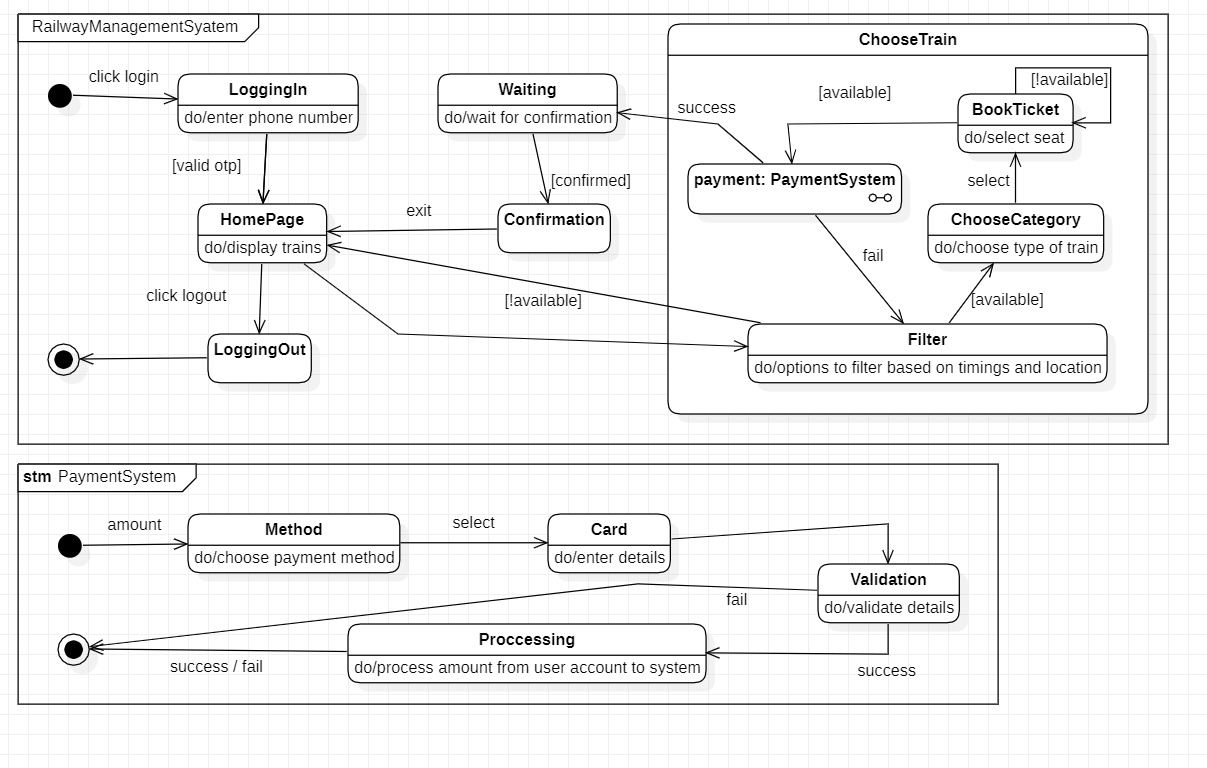 RailwayManagementSyatem
ChooseTrain
click login
LoggingIn
do/enter phone number
Waiting
do/wait for confirmation
success
[available]
[!available]
BookTicket
do/select seat
[valid otp]
[confirmed]
payment: PaymentSystem
select
HomePage
do/display trains
exit
Confirmation
ChooseCategory
do/choose type of train
fail
click logout
[!available]
[available]
LoggingOut
Filter
do/options to filter based on timings and location
stm PaymentSystem
amount
Method
do/choose payment method
select
Card
do/enter details
Validation
do/validate details
fail
Proccessing
do/process amount from user account to system
success / fail
success